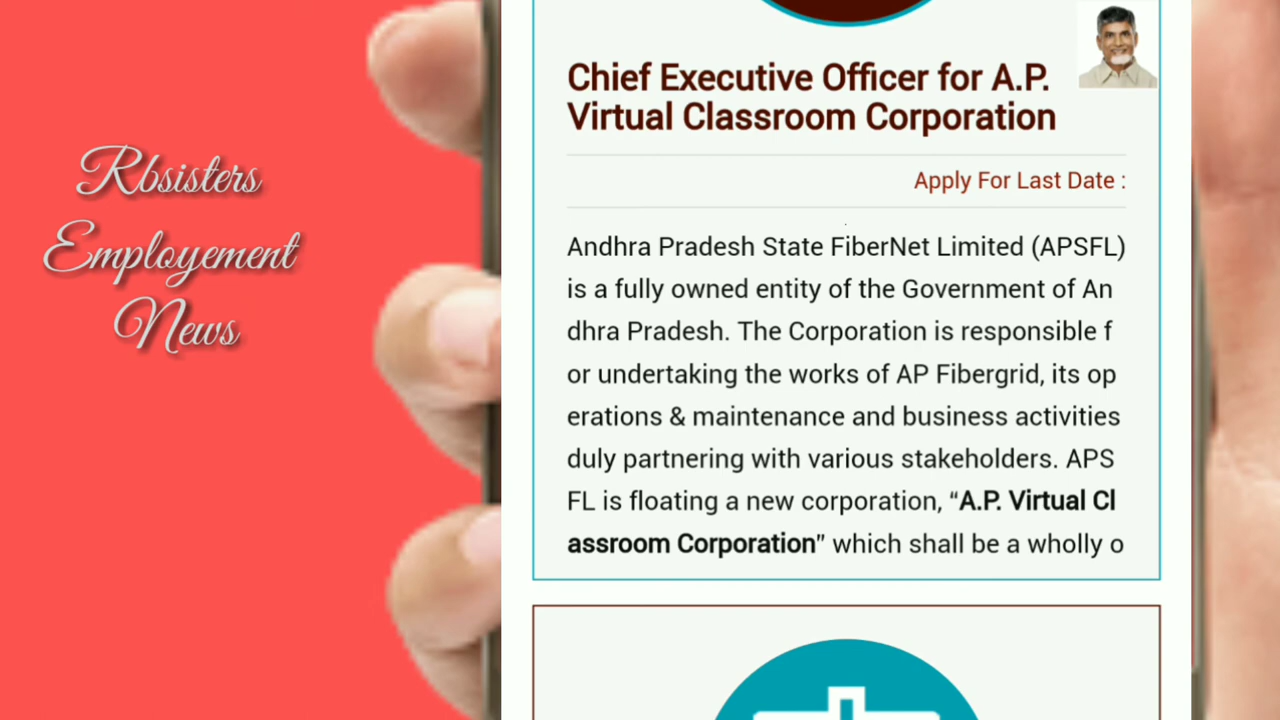 Rbsisters
Employement
News
Chief Executive Officer for A.P.
Virtual Classroom Corporation
Apply For Last Date :
Andhra Pradesh State FiberNet Limited (APSFL)
is a fully owned entity of the Government of An
dhra Pradesh. The Corporation is responsible f
or undertaking the works of AP Fibergrid, its op
erations & maintenance and business activities
duly partnering with various stakeholders. APS
FL is floating a new corporation, “A.P. Virtual Cl
assroom Corporation” which shall be a wholly o